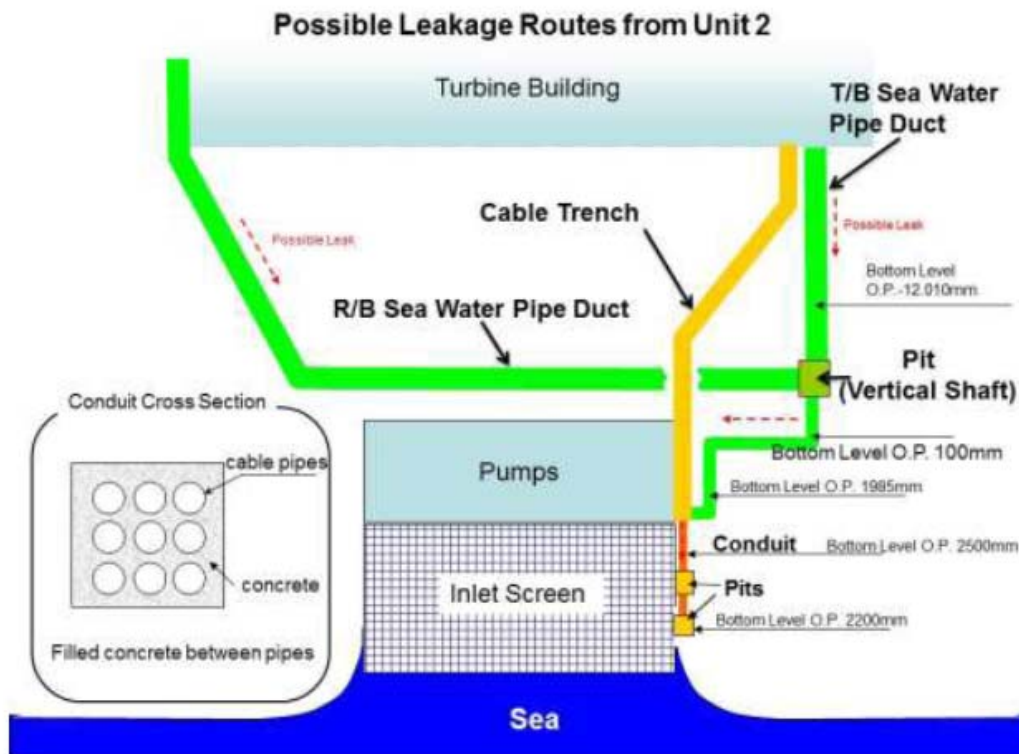 Possible Leakage Routes from Unit 2
Turbine Building
T/B Sea Water
Pipe Duct
Cable Trench
Possible Leak
Possible Leak
Bottom Level
O.P.-12.010mm
R/B Sea Water Pipe Duct
Pit
(Vertical Shaft)
Conduit Cross Section
cable pipes
concrete
Filled concrete between pipes
Pumps
Bottom Level O.P. 100mm
Bottom Level O.P. 1985mm
Conduit
Bottom Level O.P. 2500mm
Inlet Screen
Pits
Bottom Level O.P. 2200mm
Sea